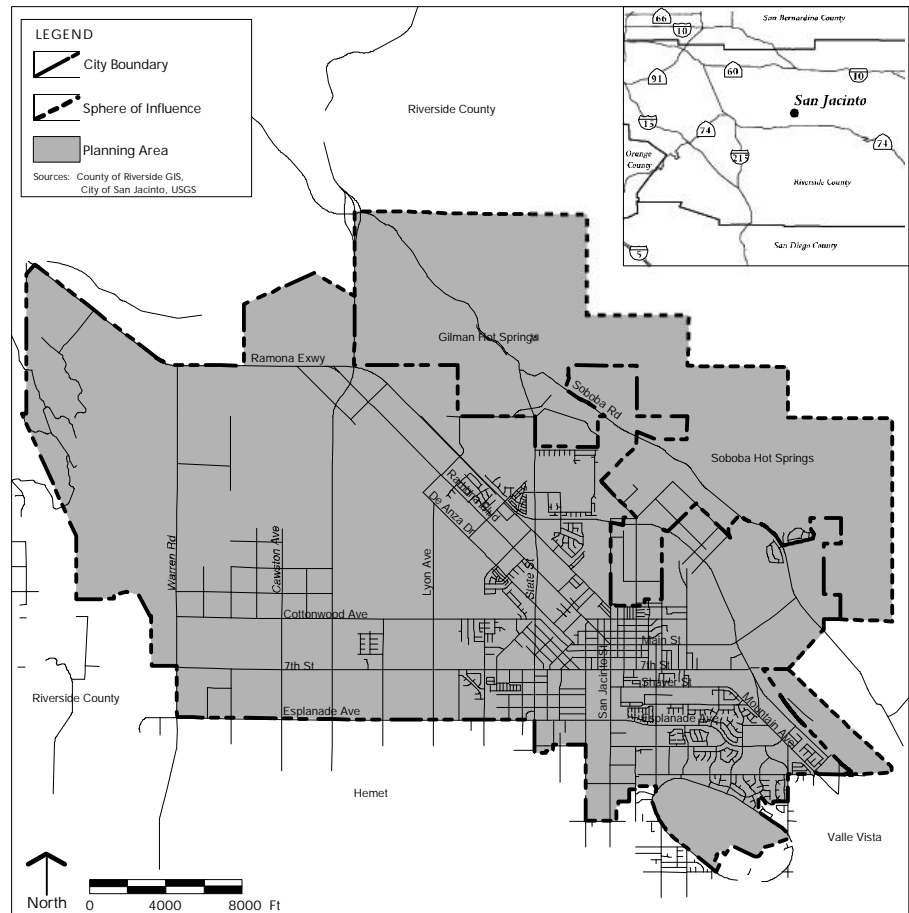 LEGEND
City Boundary
Sphere of Influence
Planning Area
Sources: County of Riverside GIS,
City of San Jacinto, USGS
Riverside County
66
San Bernardino County
10
91
60
10
San Jacinto
15
74
74
215
Orange
County
Riverside County
5
San Diego County
Gilman Hot Springs
Ramona Exwy
Soboba Rd
Soboba Hot Springs
Ramona Blvd
De Anza Dr
Warren Rd
Cawston Ave
Lyon Ave
State St
Cottonwood Ave
Main St
7th St
7th St
San Jacinto St
Shaver St
Riverside County
Esplanade Ave
Esplanade Ave
Mountain Ave
Hemet
Valle Vista
North
0 4000 8000 Ft